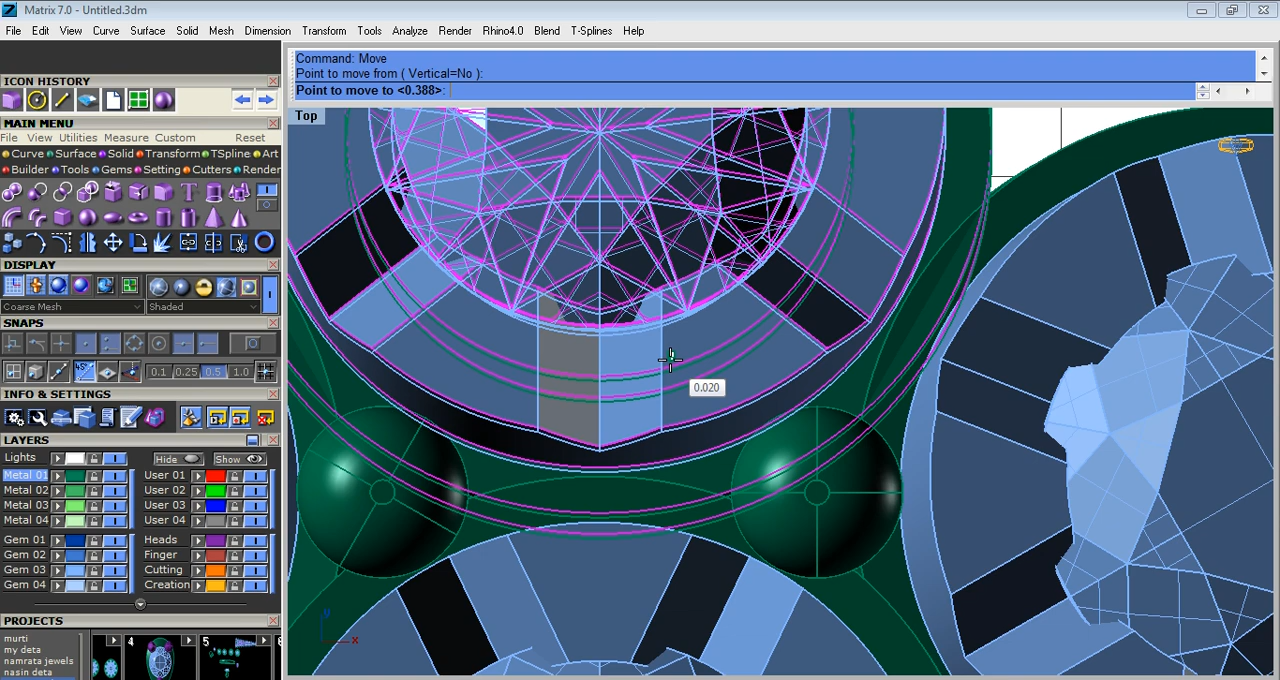 Matrix 7.0 - Untitled.3dm
File Edit View Curve Surface Solid Mesh Dimension Transform Tools Analyze Render Rhino4.0 Blend T-Splines Help
Command: Move
Point to move from ( Vertical=No ):
Point to move to <0.388>:
Top
0.020
y
x
ICON HISTORY
MAIN MENU
File View Utilities Measure Custom Reset
Curve Surface Solid Transform TSpline Art
Builder Tools Gems Setting Cutters Render
DISPLAY
Coarse Mesh Shaded
SNAPS
45°
0.1 0.25 0.5 1.0
INFO & SETTINGS
LAYERS
Lights Hide Show
Metal 01 User 01
Metal 02 User 02
Metal 03 User 03
Metal 04 User 04
Gem 01 Heads
Gem 02 Finger
Gem 03 Cutting
Gem 04 Creation
PROJECTS
murti
my deta
namrata jewels
nasin deta
4 5 6